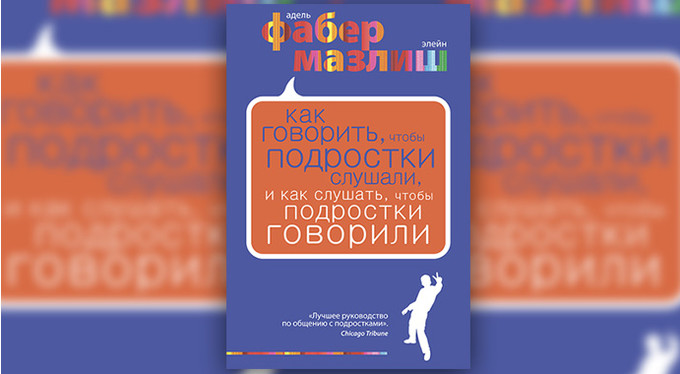 адель
фабер
элейн
мазлиш
как
говорить, чтобы
подростки
слушали,
и как слушать, чтобы
подростки
говорили
«Лучшее руководство
по общению с подростками».
Chicago Tribune